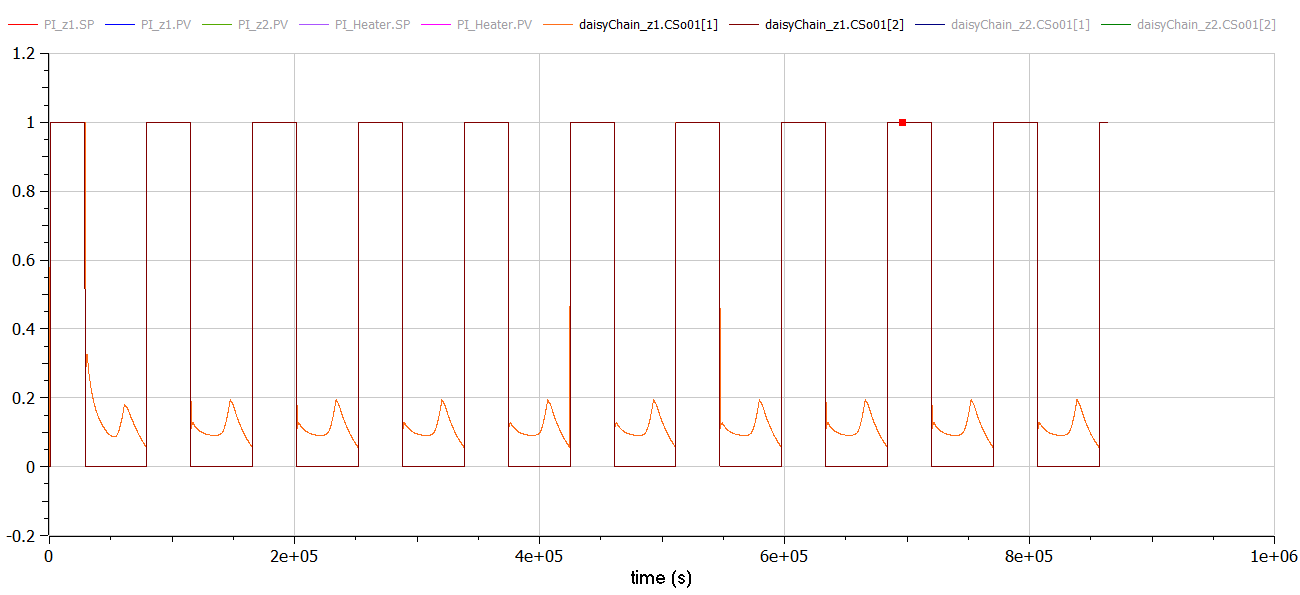 PI_z1.SP PI_z1.PV PI_z2.PV PI_Heater.SP PI_Heater.PV daisyChain_z1.CSo01[1] daisyChain_z1.CSo01[2] daisyChain_z2.CSo01[1] daisyChain_z2.CSo01[2]
1.2
1
0.8
0.6
0.4
0.2
0
-0.2
0 2e+05 4e+05 6e+05 8e+05 1e+06
time (s)